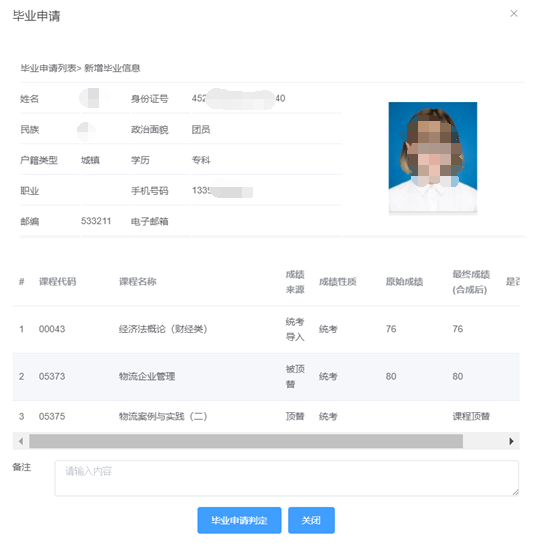 毕业申请
毕业申请列表> 新增毕业信息
姓名 身份证号 452 40
民族 政治面貌 团员
户籍类型 城镇 学历 专科
职业 手机号码 1339
邮编 533211 电子邮箱
# 课程代码 课程名称 成绩来源 成绩性质 原始成绩 最终成绩(合成后) 是否
1 00043 经济法概论（财经类） 统考导入 统考 76 76
2 05373 物流企业管理 被顶替 统考 80 80
3 05375 物流案例与实践（二） 顶替 统考 课程顶替
备注 请输入内容
毕业申请判定 关闭